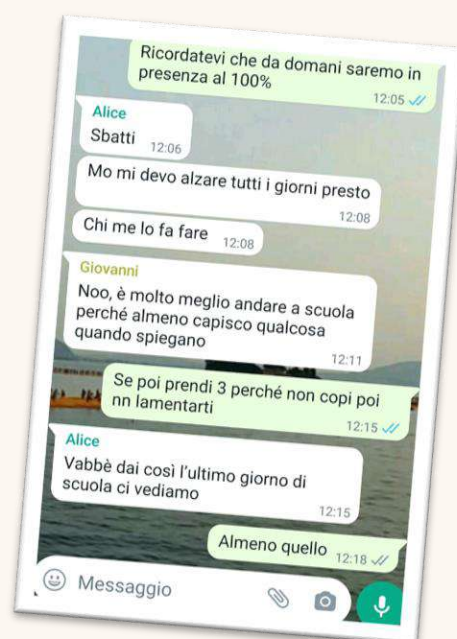 Ricordatevi che da domani saremo in
presenza al 100%
12:05
Alice
Sbatti 12:06
Mo mi devo alzare tutti i giorni presto
12:08
Chi me lo fa fare 12:08
Giovanni
Noo, è molto meglio andare a scuola
perché almeno capisco qualcosa
quando spiegano
12:11
Se poi prendi 3 perché non copi poi
nn lamentarti
12:15
Alice
Vabbè dai così l'ultimo giorno di
scuola ci vediamo
12:15
Almeno quello 12:18
Messaggio